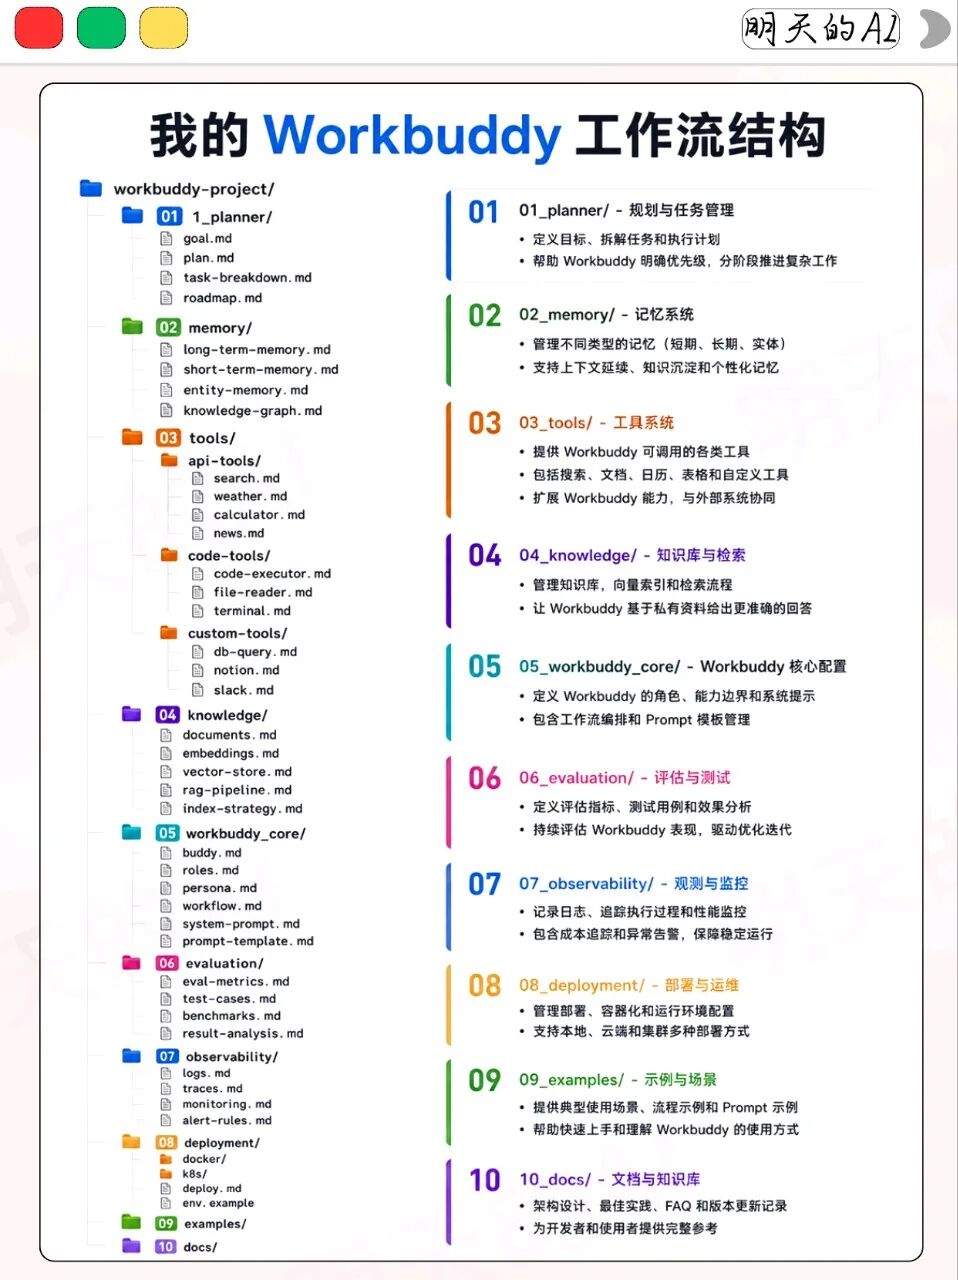 明天的AI
我的 Workbuddy 工作流结构
workbuddy-project/
01 1_planner/
goal.md
plan.md
task-breakdown.md
roadmap.md
02 memory/
long-term-memory.md
short-term-memory.md
entity-memory.md
knowledge-graph.md
03 tools/
api-tools/
search.md
weather.md
calculator.md
news.md
code-tools/
code-executor.md
file-reader.md
terminal.md
custom-tools/
db-query.md
notion.md
slack.md
04 knowledge/
documents.md
embeddings.md
vector-store.md
rag-pipeline.md
index-strategy.md
05 workbuddy_core/
buddy.md
roles.md
persona.md
workflow.md
system-prompt.md
prompt-template.md
06 evaluation/
eval-metrics.md
test-cases.md
benchmarks.md
result-analysis.md
07 observability/
logs.md
traces.md
monitoring.md
alert-rules.md
08 deployment/
docker/
k8s/
deploy.md
env.example
09 examples/
10 docs/
01 01_planner/ - 规划与任务管理
• 定义目标、拆解任务和执行计划
• 帮助 Workbuddy 明确优先级，分阶段推进复杂工作
02 02_memory/ - 记忆系统
• 管理不同类型的记忆（短期、长期、实体）
• 支持上下文延续、知识沉淀和个性化记忆
03 03_tools/ - 工具系统
• 提供 Workbuddy 可调用的各类工具
• 包括搜索、文档、日历、表格和自定义工具
• 扩展 Workbuddy 能力，与外部系统协同
04 04_knowledge/ - 知识库与检索
• 管理知识库，向量索引和检索流程
• 让 Workbuddy 基于私有资料给出更准确的回答
05 05_workbuddy_core/ - Workbuddy 核心配置
• 定义 Workbuddy 的角色、能力边界和系统提示
• 包含工作流编排和 Prompt 模板管理
06 06_evaluation/ - 评估与测试
• 定义评估指标、测试用例和效果分析
• 持续评估 Workbuddy 表现，驱动优化迭代
07 07_observability/ - 观测与监控
• 记录日志、追踪执行过程和性能监控
• 包含成本追踪和异常告警，保障稳定运行
08 08_deployment/ - 部署与运维
• 管理部署、容器化和运行环境配置
• 支持本地、云端和集群多种部署方式
09 09_examples/ - 示例与场景
• 提供典型使用场景、流程示例和 Prompt 示例
• 帮助快速上手和理解 Workbuddy 的使用方式
10 10_docs/ - 文档与知识库
• 架构设计、最佳实践、FAQ 和版本更新记录
• 为开发者和使用者提供完整参考